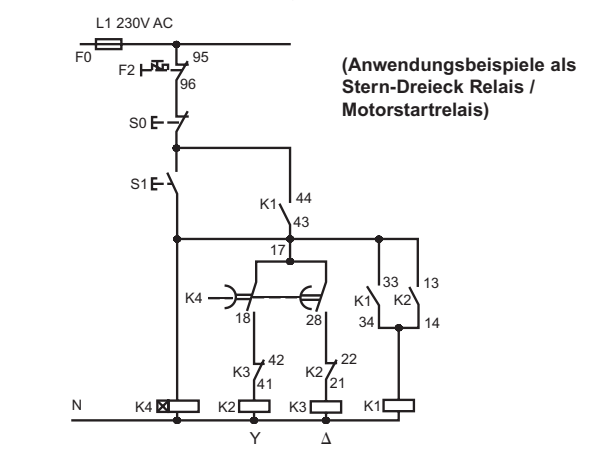 L1 230V AC
F0
95
F2
96
S0
S1
K1
44
43
17
(Anwendungsbeispiele als
Stern-Dreieck Relais /
Motorstartrelais)
K4
18
28
33
13
K1
K2
34
14
K3
42
41
K2
22
21
N
K4
K2
K3
K1
Y
Δ